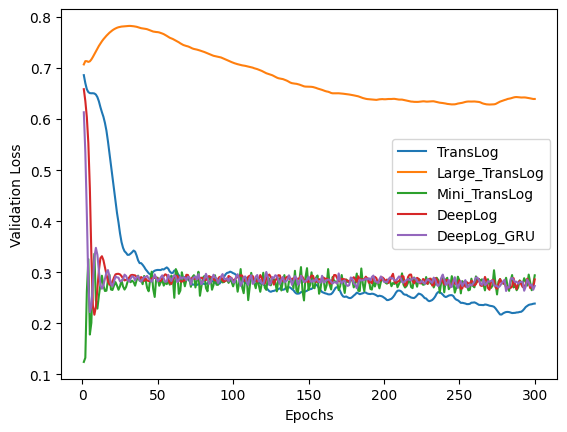 0.8
0.7
0.6
0.5
0.4
0.3
0.2
0.1
Validation Loss
0
50
100
150
200
250
300
Epochs
TransLog
Large_TransLog
Mini_TransLog
DeepLog
DeepLog_GRU